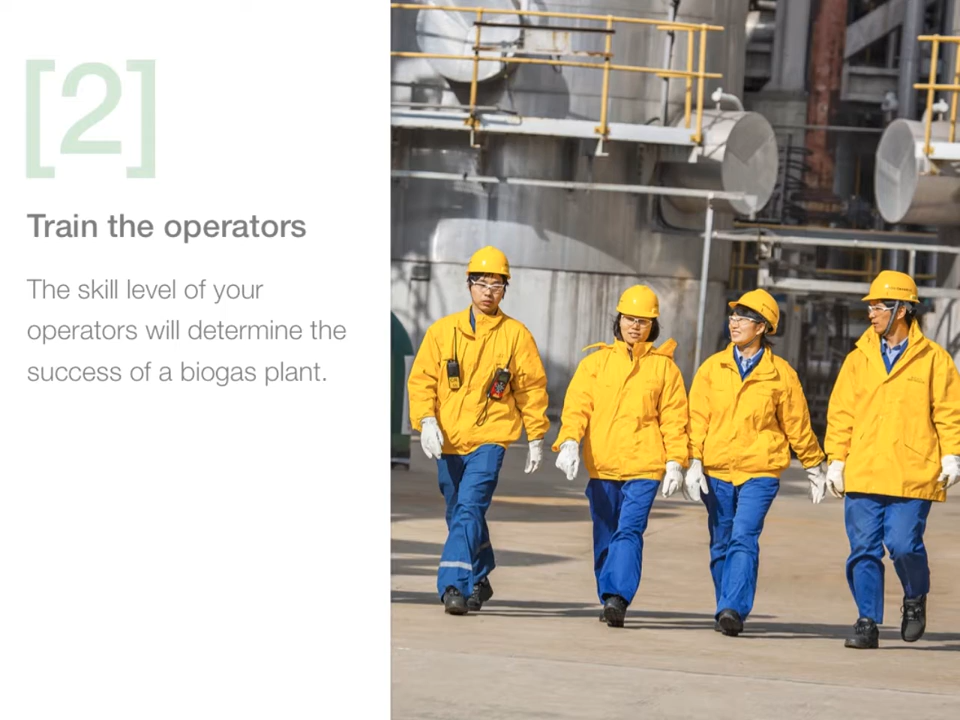 [2]
Train the operators
The skill level of your
operators will determine the
success of a biogas plant.